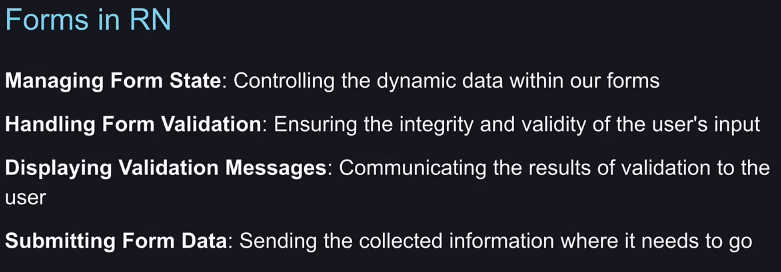 Forms in RN
Managing Form State: Controlling the dynamic data within our forms
Handling Form Validation: Ensuring the integrity and validity of the user's input
Displaying Validation Messages: Communicating the results of validation to the
user
Submitting Form Data: Sending the collected information where it needs to go